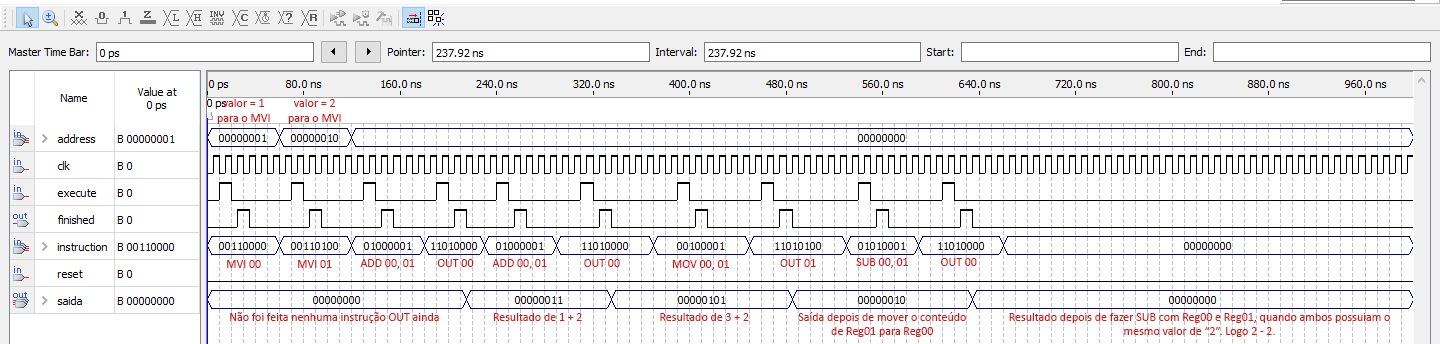 X 0 1 Z XL XH INV XC X? XR
Master Time Bar: 0 ps Pointer: 237.92 ns Interval: 237.92 ns Start: End:
Name Value at 0 ps
0 ps 80.0 ns 160.0 ns 240.0 ns 320.0 ns 400.0 ns 480.0 ns 560.0 ns 640.0 ns 720.0 ns 800.0 ns 880.0 ns 960.0 ns
0 ps
valor = 1 valor = 2
para o MVI para o MVI
in address B 00000001 00000001 00000010 00000000
in clk B 0
in execute B 0
out finished B 0
in instruction B 00110000 00110000 00110100 01000001 11010000 01000001 11010000 00100001 11010100 01010001 11010000 00000000
MVI 00 MVI 01 ADD 00, 01 OUT 00 ADD 00, 01 OUT 00 MOV 00, 01 OUT 01 SUB 00, 01 OUT 00
in reset B 0
out saida B 00000000 00000000 00000011 00000101 00000010 00000000
Não foi feita nenhuma instrução OUT ainda Resultado de 1 + 2 Resultado de 3 + 2 Saída depois de mover o conteúdo Resultado depois de fazer SUB com Reg00 e Reg01, quando ambos possuiam o
de Reg01 para Reg00 mesmo valor de “2”. Logo 2 - 2.